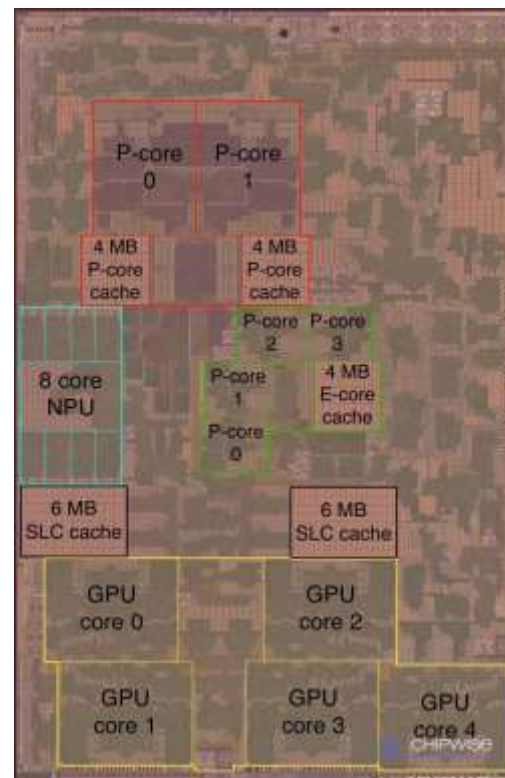 P-core
0
P-core
1
4 MB
P-core
cache
4 MB
P-core
cache
P-core
2
P-core
3
8 core
NPU
P-core
1
4 MB
E-core
cache
P-core
0
6 MB
SLC cache
6 MB
SLC cache
GPU
core 0
GPU
core 2
GPU
core 1
GPU
core 3
GPU
core 4
CHIPWISE